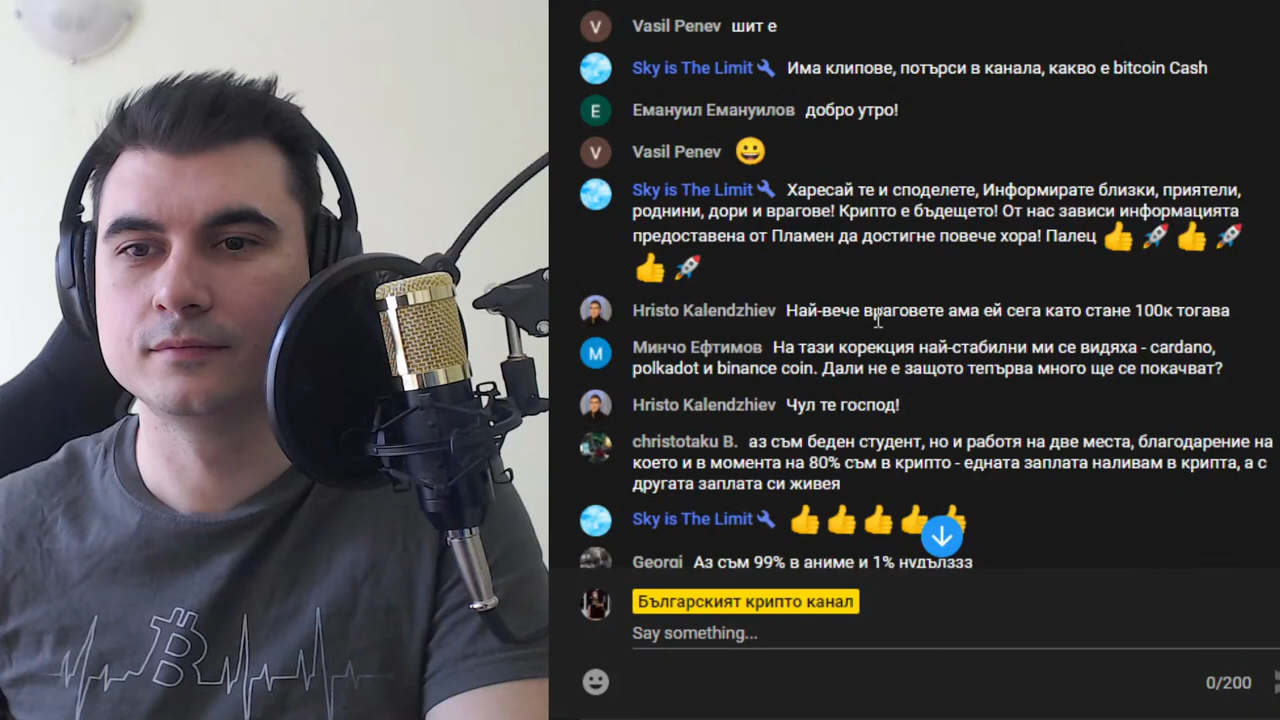 V
Vasil Penev шит е
Sky is The Limit Има клипове, потърси в канала, какво е bitcoin Cash
E
Емануил Емануилов добро утро!
V
Vasil Penev
Sky is The Limit Харесай те и споделете, Информирате близки, приятели,
роднини, дори и врагове! Крипто е бъдещето! От нас зависи информацията
предоставена от Пламен да достигне повече хора! Палец
Hristo Kalendzhiev Най-вече враговете ама ей сега като стане 100к тогава
М
Минчо Ефтимов На тази корекция най-стабилни ми се видяха - cardano,
polkadot и binance coin. Дали не е защото тепърва много ще се покачват?
Hristo Kalendzhiev Чул те господ!
christotaku B. аз съм беден студент, но и работя на две места, благодарение на
което и в момента на 80% съм в крипто - едната заплата наливам в крипта, а с
другата заплата си живея
Sky is The Limit
Georgi Аз съм 99% в аниме и 1% нудълззз
Българският крипто канал
Say something...
0/200